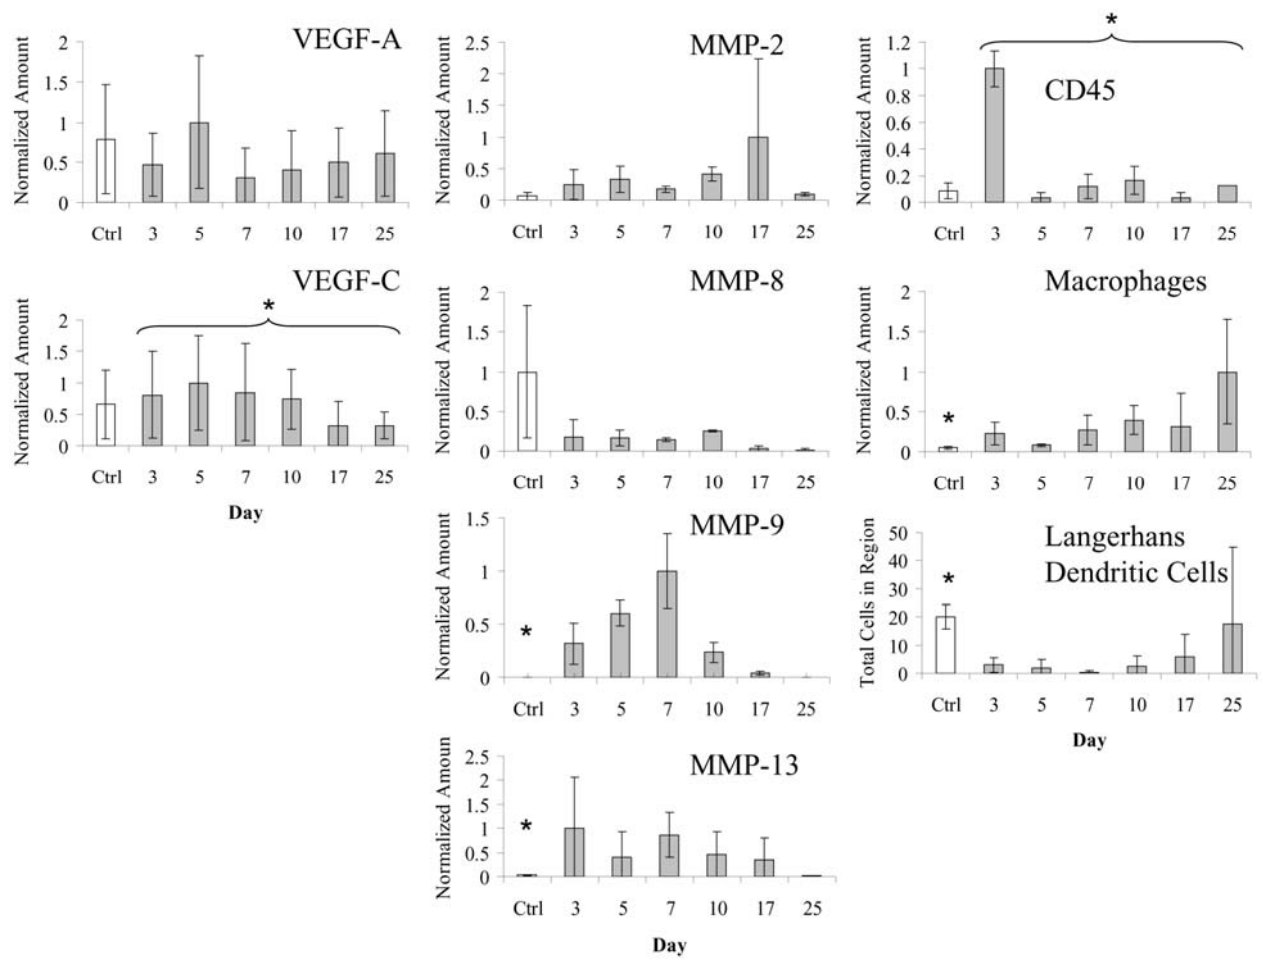 VEGF-A
Normalized Amount
2
1.5
1
0.5
0
Ctrl 3 5 7 10 17 25
VEGF-C
*
Normalized Amount
2
1.5
1
0.5
0
Ctrl 3 5 7 10 17 25
Day
MMP-2
Normalized Amount
2.5
2
1.5
1
0.5
0
Ctrl 3 5 7 10 17 25
MMP-8
Normalized Amount
2
1.5
1
0.5
0
Ctrl 3 5 7 10 17 25
MMP-9
Normalized Amount
1.5
1
0.5
0
*
Ctrl 3 5 7 10 17 25
MMP-13
Normalized Amoun
2.5
2
1.5
1
0.5
0
*
Ctrl 3 5 7 10 17 25
Day
*
CD45
Normalized Amount
1.2
1
0.8
0.6
0.4
0.2
0
Ctrl 3 5 7 10 17 25
Macrophages
Normalized Amount
2
1.5
1
0.5
0
*
Ctrl 3 5 7 10 17 25
Langerhans
Dendritic Cells
Total Cells in Region
50
40
30
20
10
0
*
Ctrl 3 5 7 10 17 25
Day